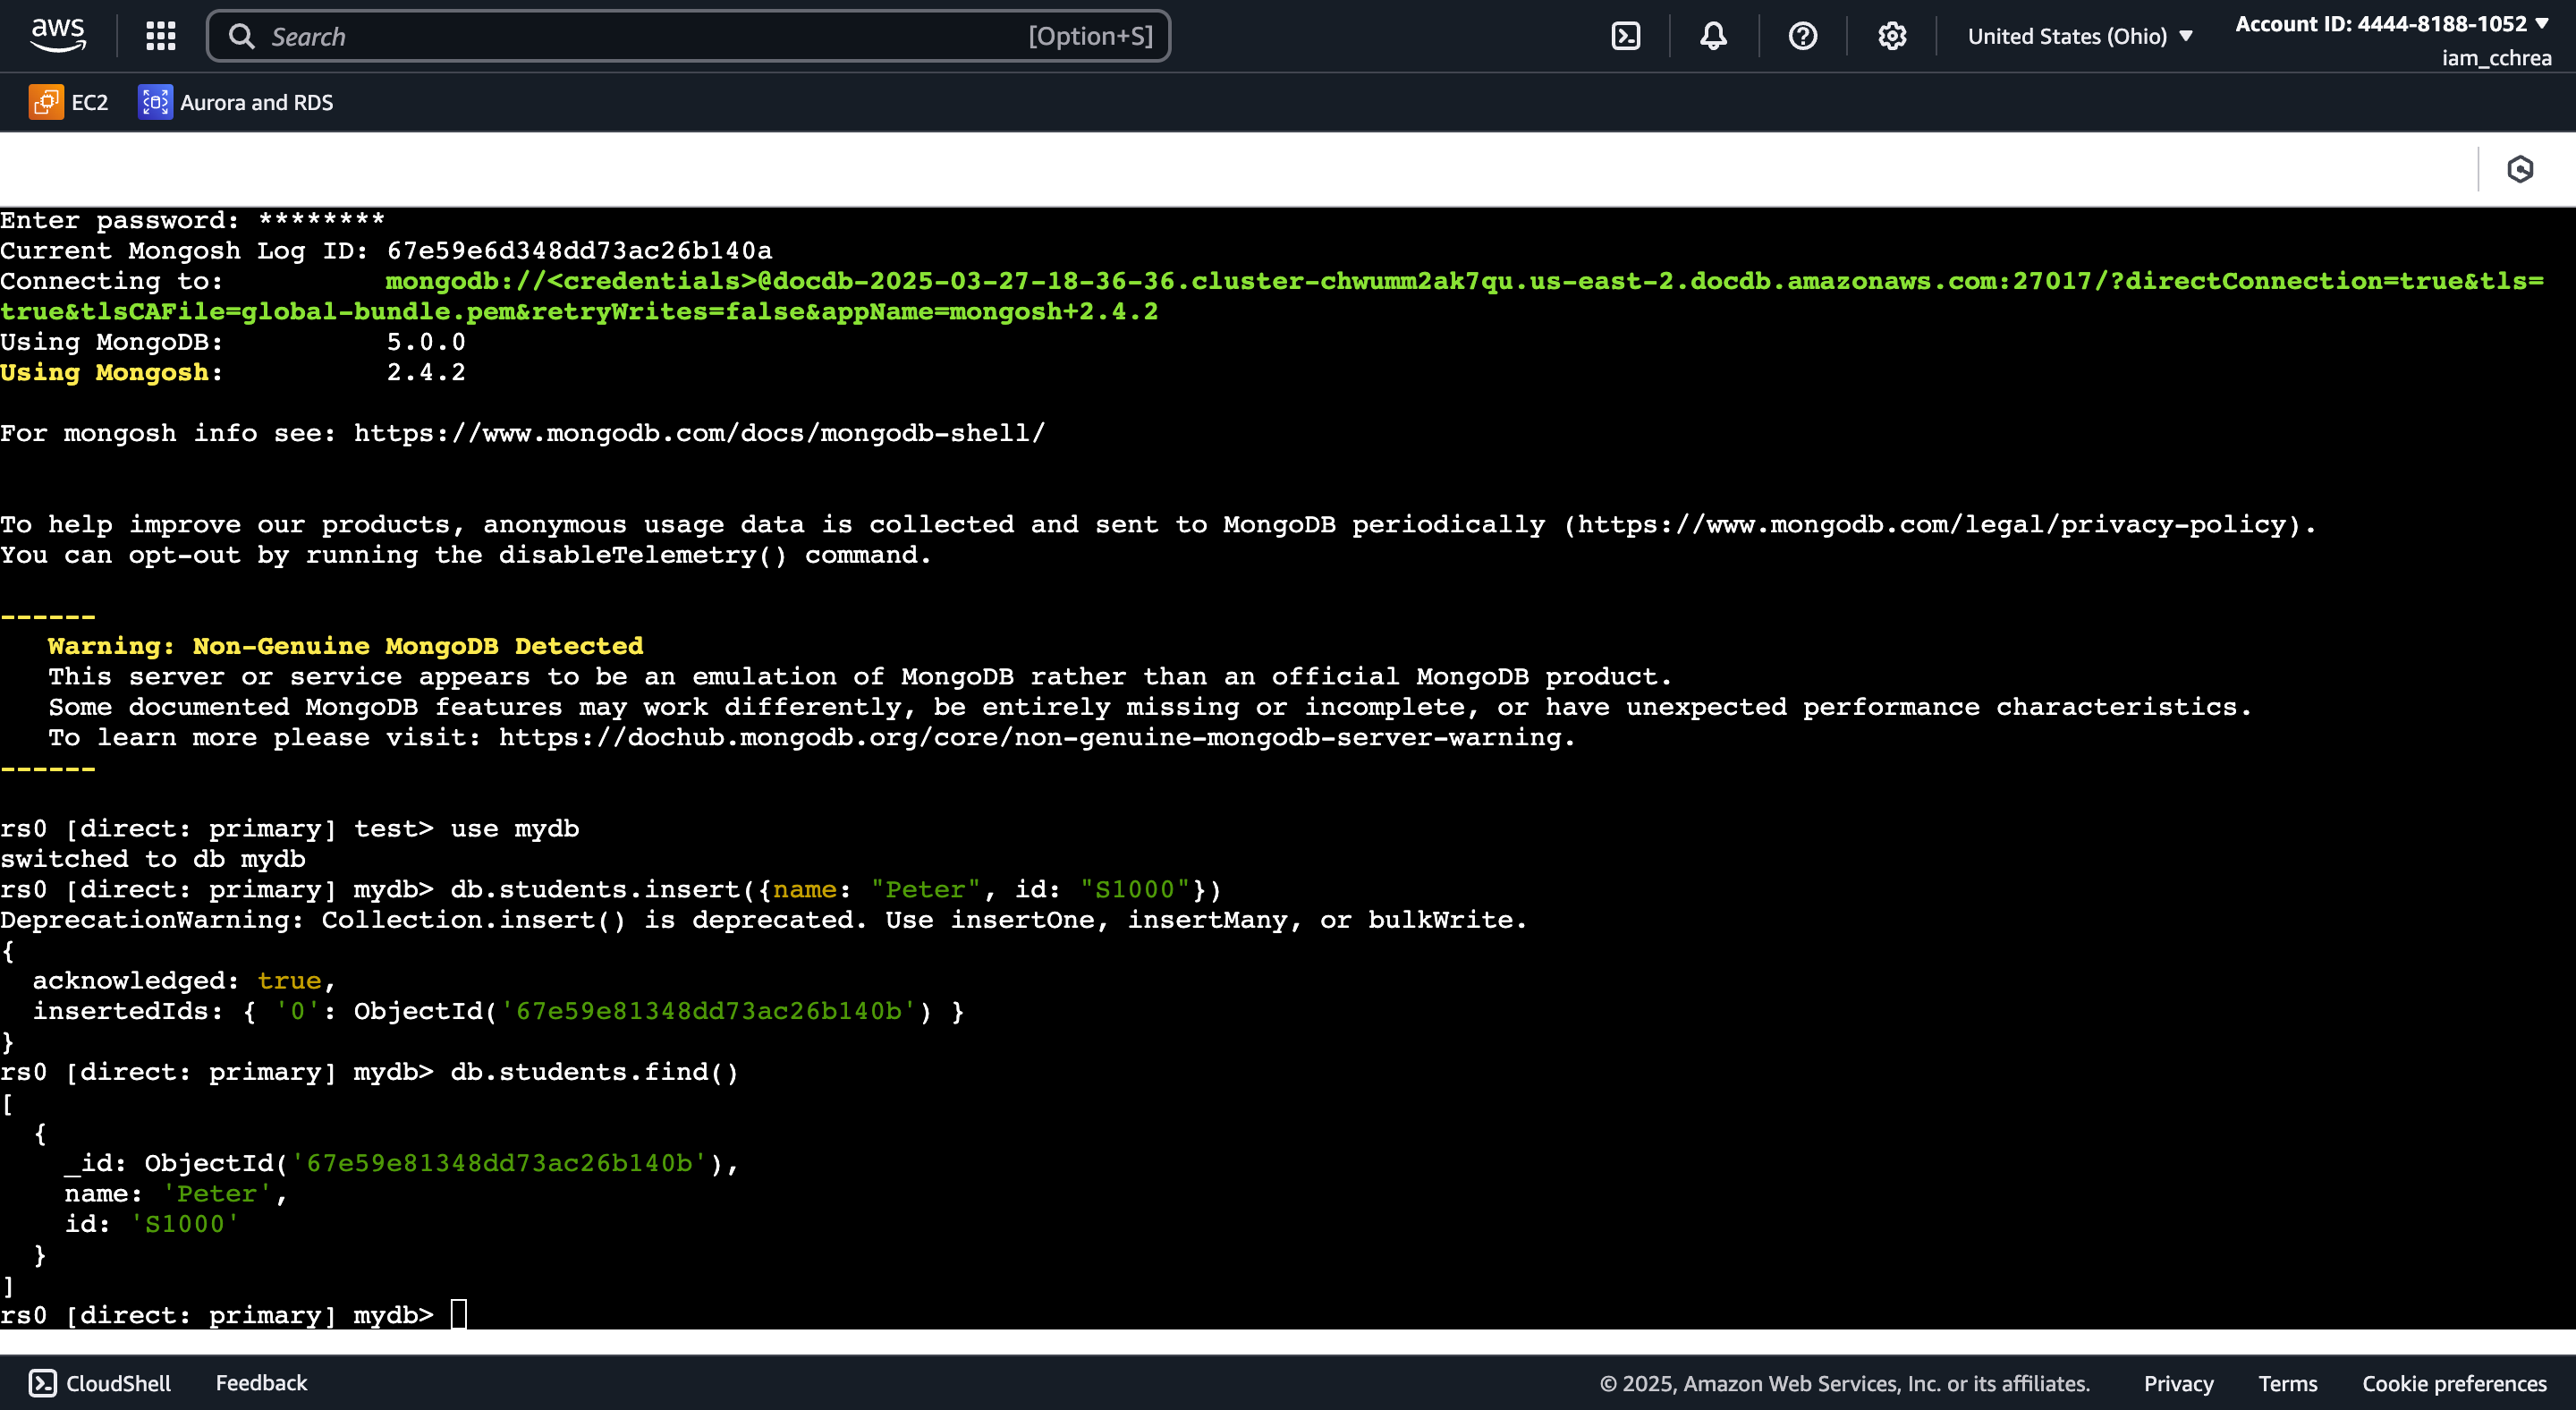 aws
Search [Option+S]
United States (Ohio)
Account ID: 4444-8188-1052
iam_cchrea
EC2 Aurora and RDS
Enter password: ********
Current Mongosh Log ID: 67e59e6d348dd73ac26b140a
Connecting to: mongodb://<credentials>@docdb-2025-03-27-18-36-36.cluster-chwumm2ak7qu.us-east-2.docdb.amazonaws.com:27017/?directConnection=true&tls=
true&tlsCAFile=global-bundle.pem&retryWrites=false&appName=mongosh+2.4.2
Using MongoDB: 5.0.0
Using Mongosh: 2.4.2
For mongosh info see: https://www.mongodb.com/docs/mongodb-shell/
To help improve our products, anonymous usage data is collected and sent to MongoDB periodically (https://www.mongodb.com/legal/privacy-policy).
You can opt-out by running the disableTelemetry() command.
------
Warning: Non-Genuine MongoDB Detected
This server or service appears to be an emulation of MongoDB rather than an official MongoDB product.
Some documented MongoDB features may work differently, be entirely missing or incomplete, or have unexpected performance characteristics.
To learn more please visit: https://dochub.mongodb.org/core/non-genuine-mongodb-server-warning.
------
rs0 [direct: primary] test> use mydb
switched to db mydb
rs0 [direct: primary] mydb> db.students.insert({name: "Peter", id: "S1000"})
DeprecationWarning: Collection.insert() is deprecated. Use insertOne, insertMany, or bulkWrite.
{
  acknowledged: true,
  insertedIds: { '0': ObjectId('67e59e81348dd73ac26b140b') }
}
rs0 [direct: primary] mydb> db.students.find()
[
  {
    _id: ObjectId('67e59e81348dd73ac26b140b'),
    name: 'Peter',
    id: 'S1000'
  }
]
rs0 [direct: primary] mydb>
CloudShell Feedback © 2025, Amazon Web Services, Inc. or its affiliates. Privacy Terms Cookie preferences